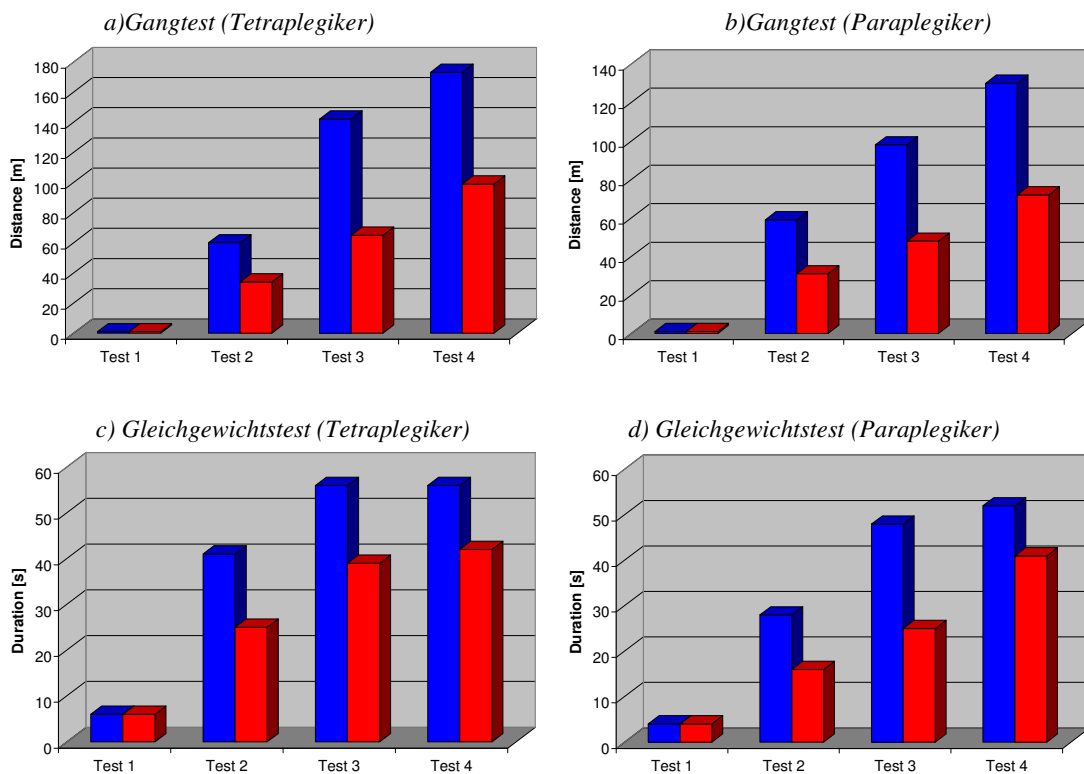 a)Gangtest (Tetraplegiker)
180
160
140
120
100
80
60
40
20
0
Distance [m]
Test 1 Test 2 Test 3 Test 4
b)Gangtest (Paraplegiker)
140
120
100
80
60
40
20
0
Distance [m]
Test 1 Test 2 Test 3 Test 4
c) Gleichgewichtstest (Tetraplegiker)
60
50
40
30
20
10
0
Duration [s]
Test 1 Test 2 Test 3 Test 4
d) Gleichgewichtstest (Paraplegiker)
60
50
40
30
20
10
0
Duration [s]
Test 1 Test 2 Test 3 Test 4